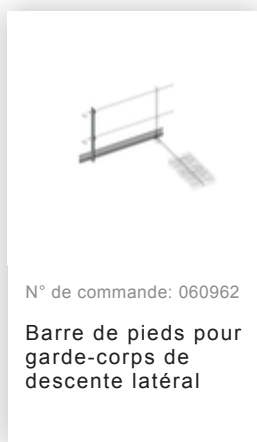 N° de commande: 060962
Barre de pieds pour
garde-corps de
descente latéral